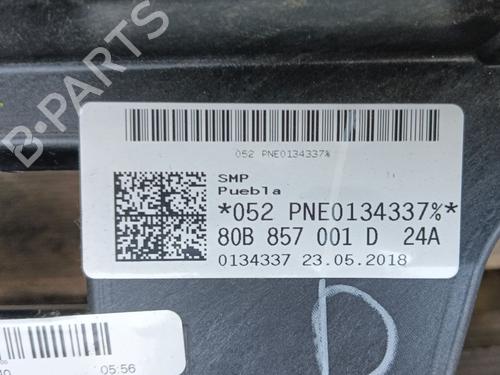 B-PARTS
052 PNE0134337%
SMP
Puebla
*052 PNE0134337%*
80B 857 001 D 24A
0134337 23.05.2018
D
05:56